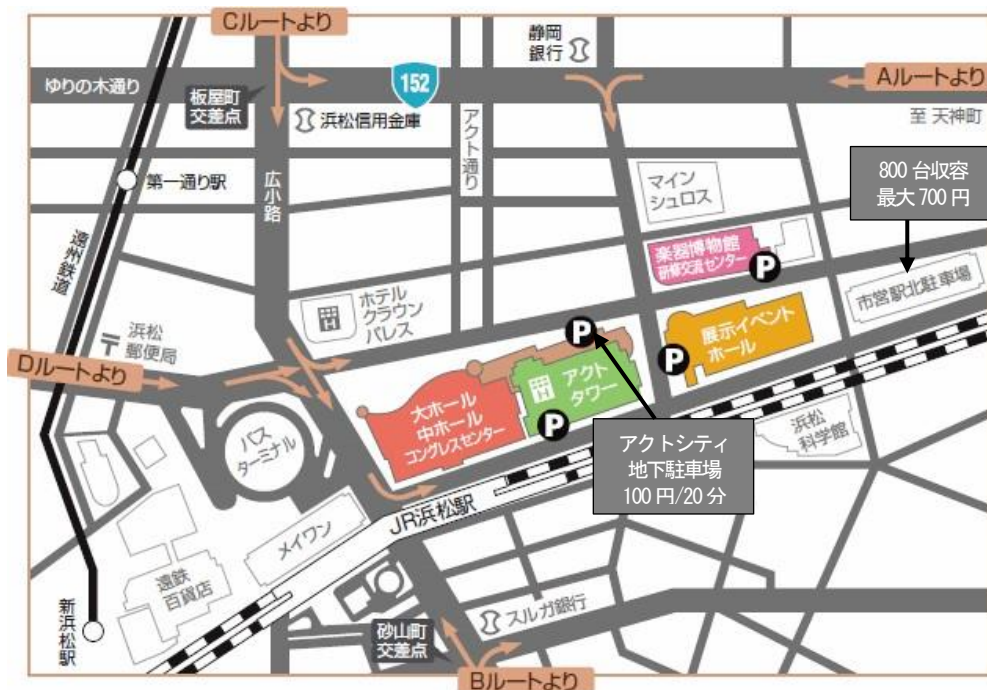 Cルートより
静岡
銀行
152
ゆりの木通り
Aルートより
板屋町
交差点
浜松信用金庫
アクト通り
至 天神町
第一通り駅
広小路
マイン
シュロス
800 台収容
最大 700 円
遠州鉄道
楽器博物館
研修交流センター
P
ホテル
クラウン
パレス
H
市営駅北駐車場
浜松
郵便局
P
展示イベント
ホール
P
Dルートより
H
アクト
タワー
大ホール
中ホール
コングレスセンター
P
バス
ターミナル
アクトシティ
地下駐車場
100 円/20 分
浜松
科学館
JR浜松駅
メイワン
遠鉄
百貨店
新浜松駅
スルガ銀行
砂山町
交差点
Bルートより